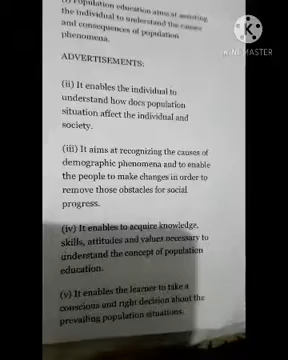 Population education aims at assisting
the individual to understand the causes
and consequences of population
phenomena.
ADVERTISEMENTS:
(ii) It enables the individual to
understand how does population
situation affect the individual and
society.
(iii) It aims at recognizing the causes of
demographic phenomena and to enable
the people to make changes in order to
remove those obstacles for social
progress.
(iv) It enables to acquire knowledge,
skills, attitudes and values necessary to
understand the concept of population
education.
(v) It enables the learner to take a
conscious and right decision about the
prevailing population situations.
KINEMASTER